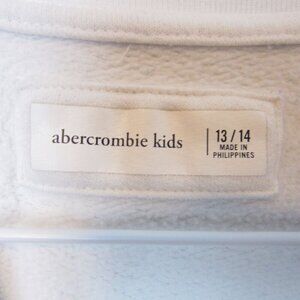 abercrombie kids
13 / 14
MADE IN
PHILIPPINES